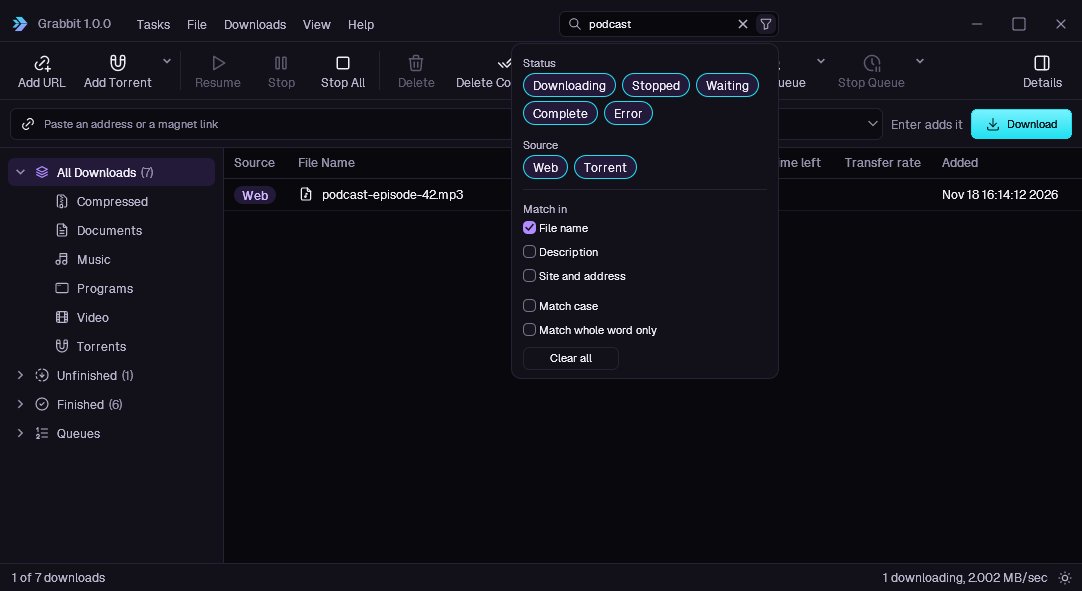 Grabbit 1.0.0 Tasks File Downloads View Help podcast
Add URL Add Torrent Resume Stop Stop All Delete Delete Co ueue Stop Queue Details
Paste an address or a magnet link Enter adds it Download
Status
Downloading Stopped Waiting
Complete Error
Source
Web Torrent
Match in
File name
Description
Site and address
Match case
Match whole word only
Clear all
All Downloads (7)
Compressed
Documents
Music
Programs
Video
Torrents
Unfinished (1)
Finished (6)
Queues
Source File Name me left Transfer rate Added
Web podcast-episode-42.mp3 Nov 18 16:14:12 2026
1 of 7 downloads 1 downloading, 2.002 MB/sec